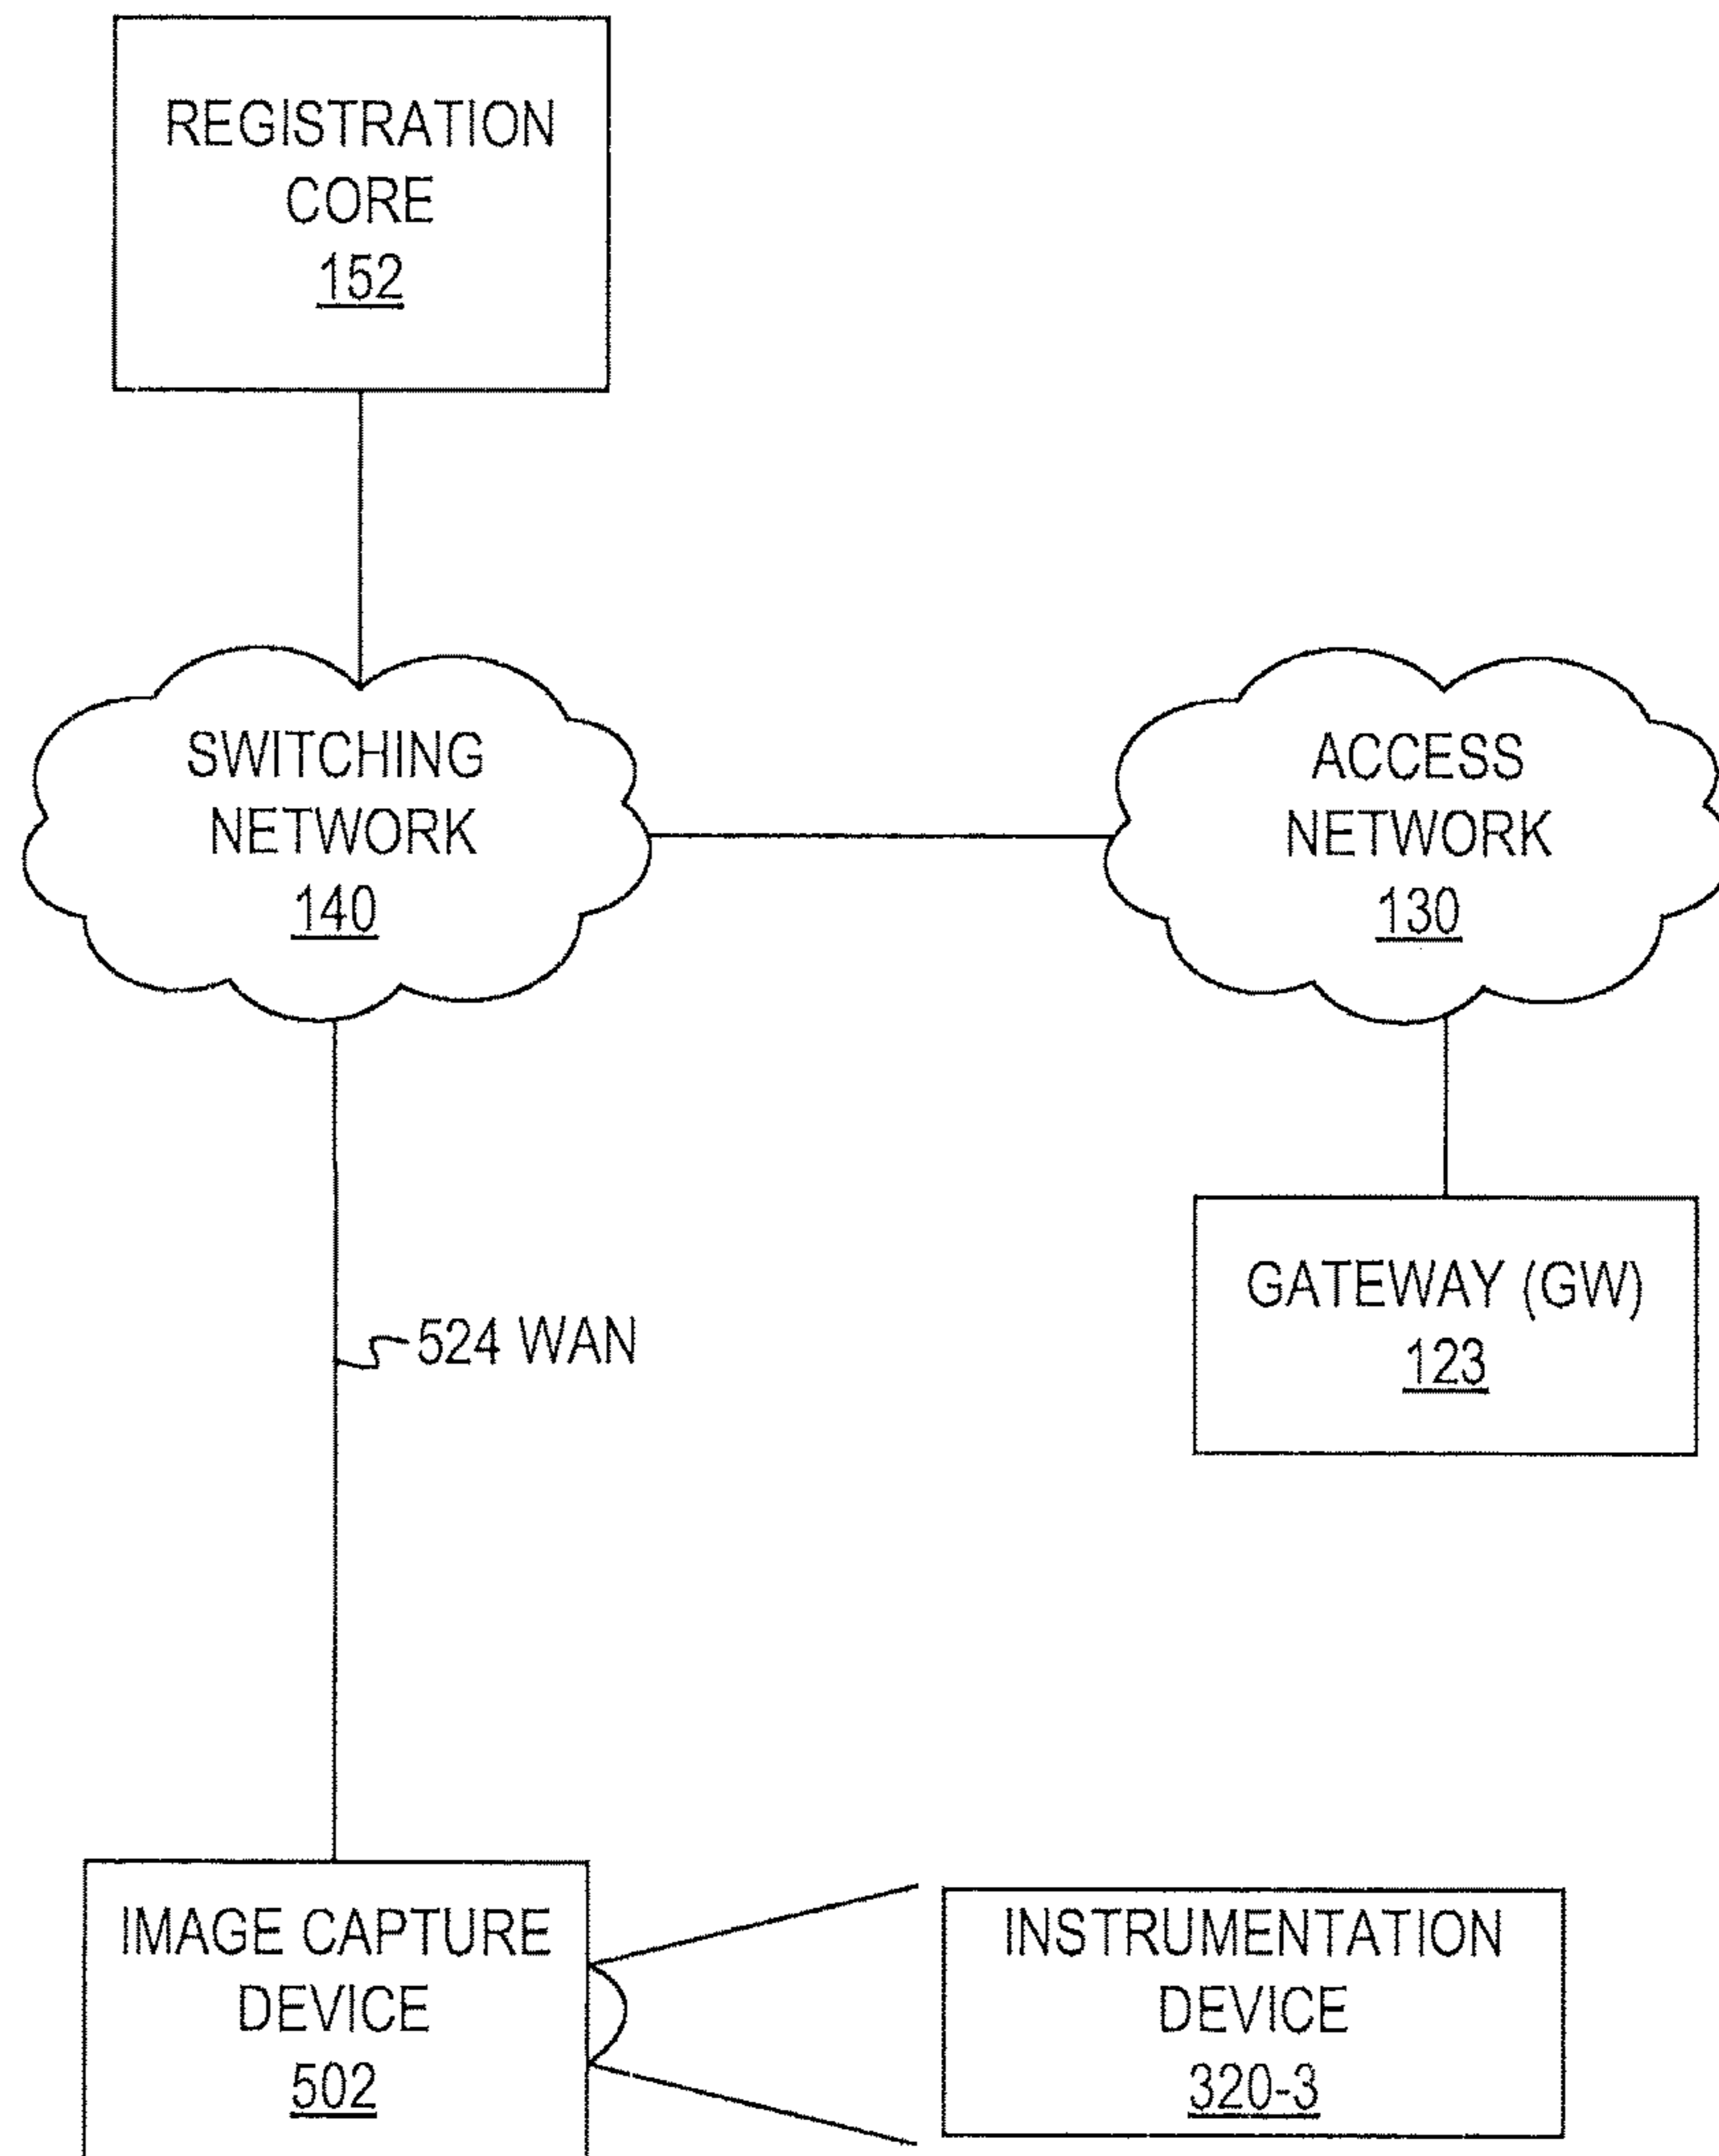 REGISTRATION
CORE
152
SWITCHING
NETWORK
140
ACCESS
NETWORK
130
GATEWAY (GW)
123
524 WAN
IMAGE CAPTURE
DEVICE
502
INSTRUMENTATION
DEVICE
320-3